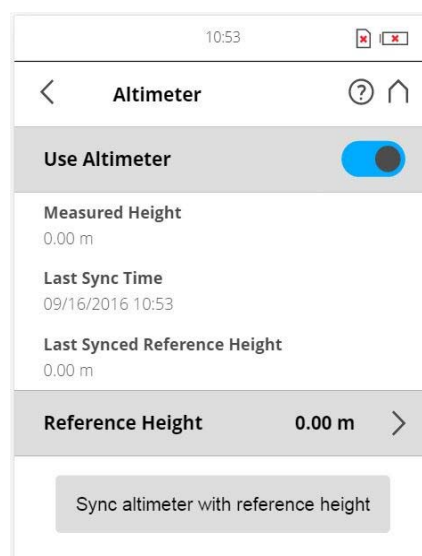 10:53
Altimeter
Use Altimeter
Measured Height
0.00 m
Last Sync Time
09/16/2016 10:53
Last Synced Reference Height
0.00 m
Reference Height 0.00 m
Sync altimeter with reference height